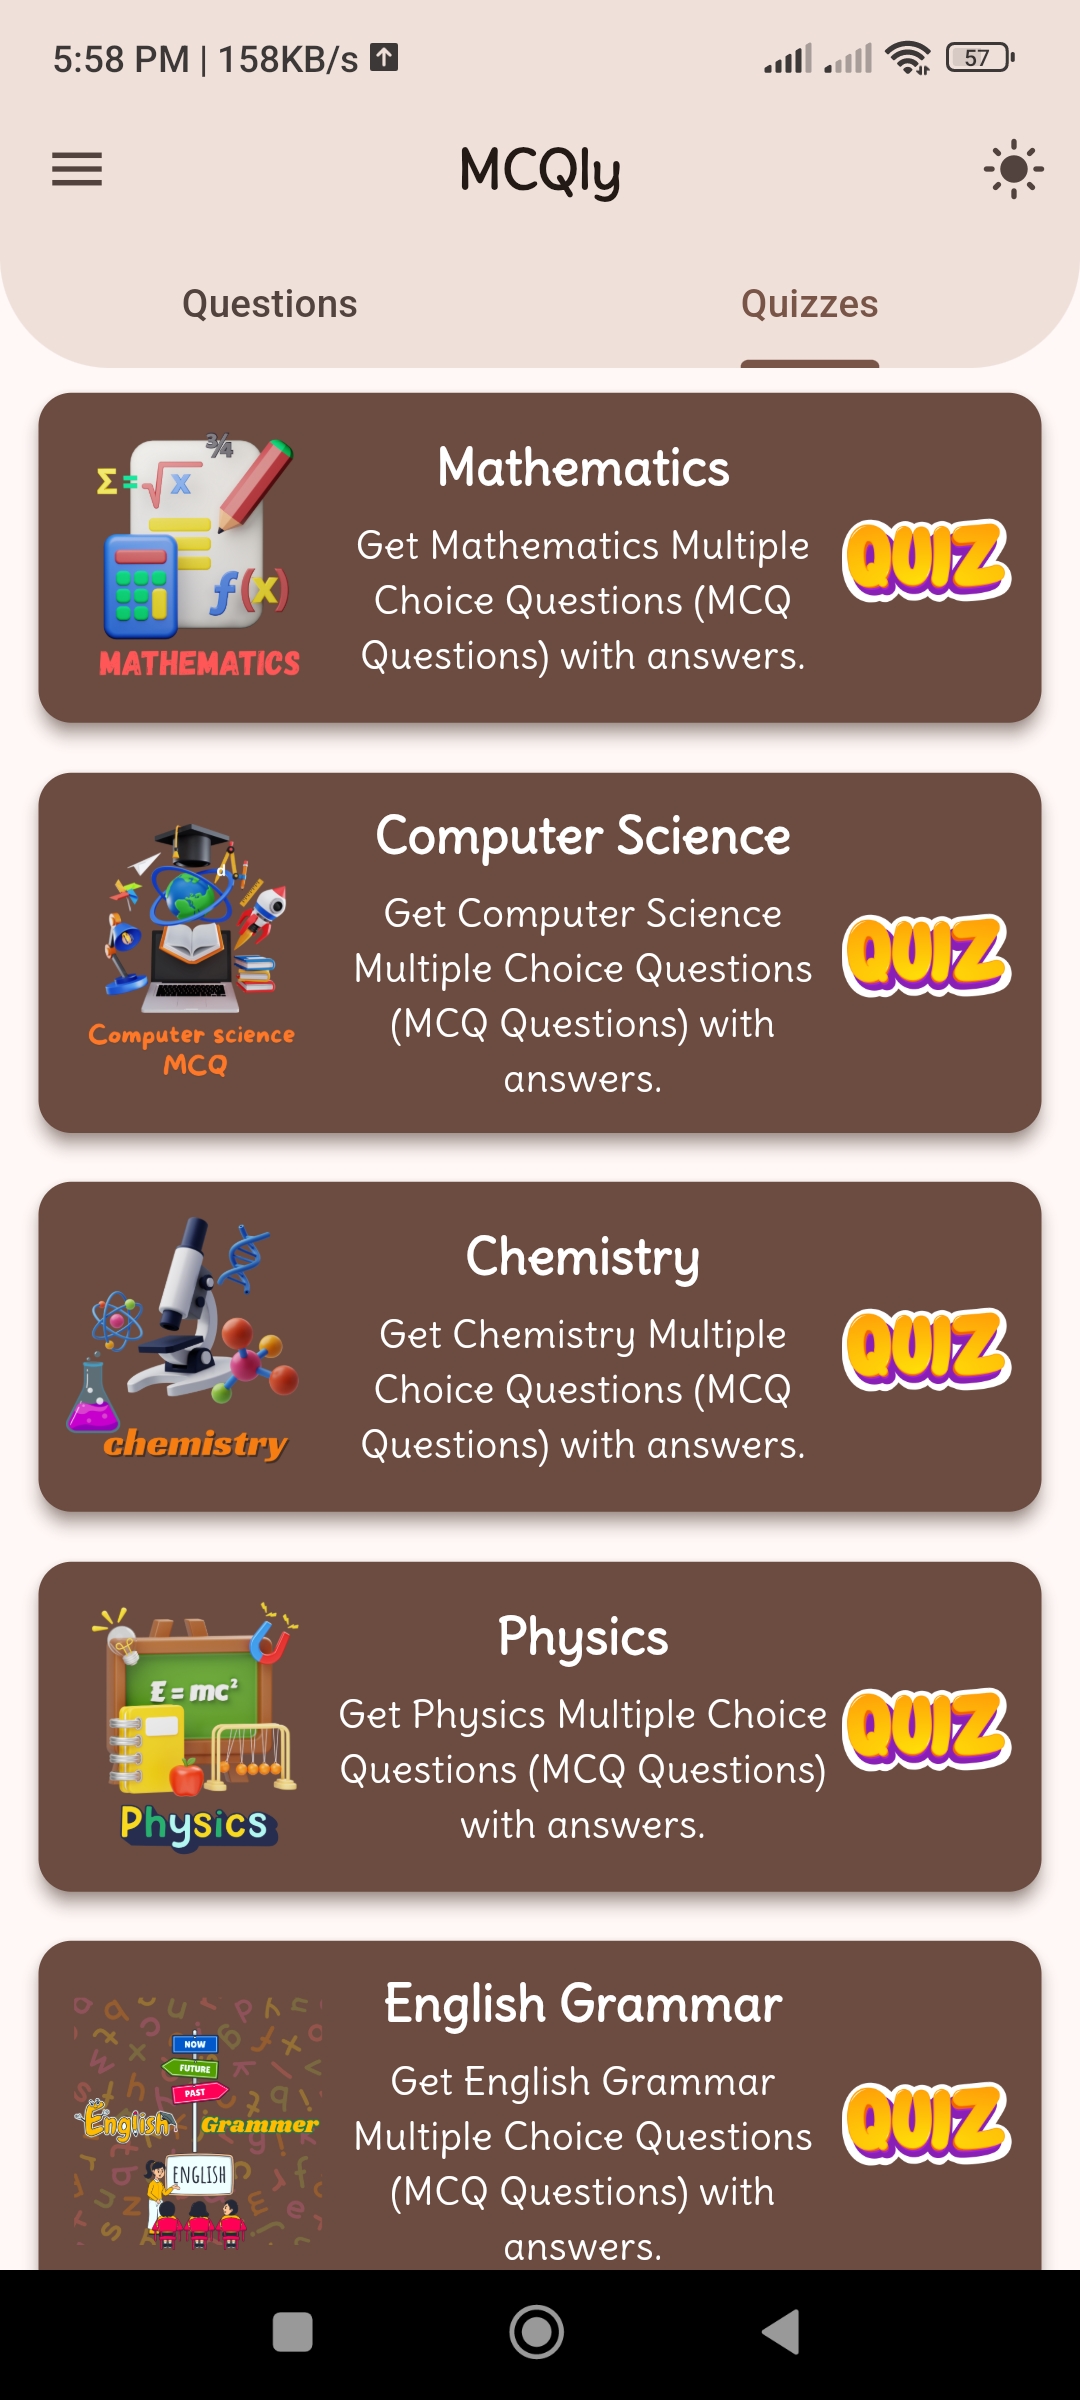 5:58 PM | 158KB/s
57
MCQly
Questions
Quizzes
¾
Σ = √x
f(x)
MATHEMATICS
Mathematics
Get Mathematics Multiple
Choice Questions (MCQ
Questions) with answers.
QUIZ
d
Computer science
MCQ
Computer Science
Get Computer Science
Multiple Choice Questions
(MCQ Questions) with
answers.
QUIZ
chemistry
Chemistry
Get Chemistry Multiple
Choice Questions (MCQ
Questions) with answers.
QUIZ
E=mc²
Physics
Physics
Get Physics Multiple Choice
Questions (MCQ Questions)
with answers.
QUIZ
NOW
FUTURE
PAST
English Grammer
ENGLISH
English Grammar
Get English Grammar
Multiple Choice Questions
(MCQ Questions) with
answers.
QUIZ